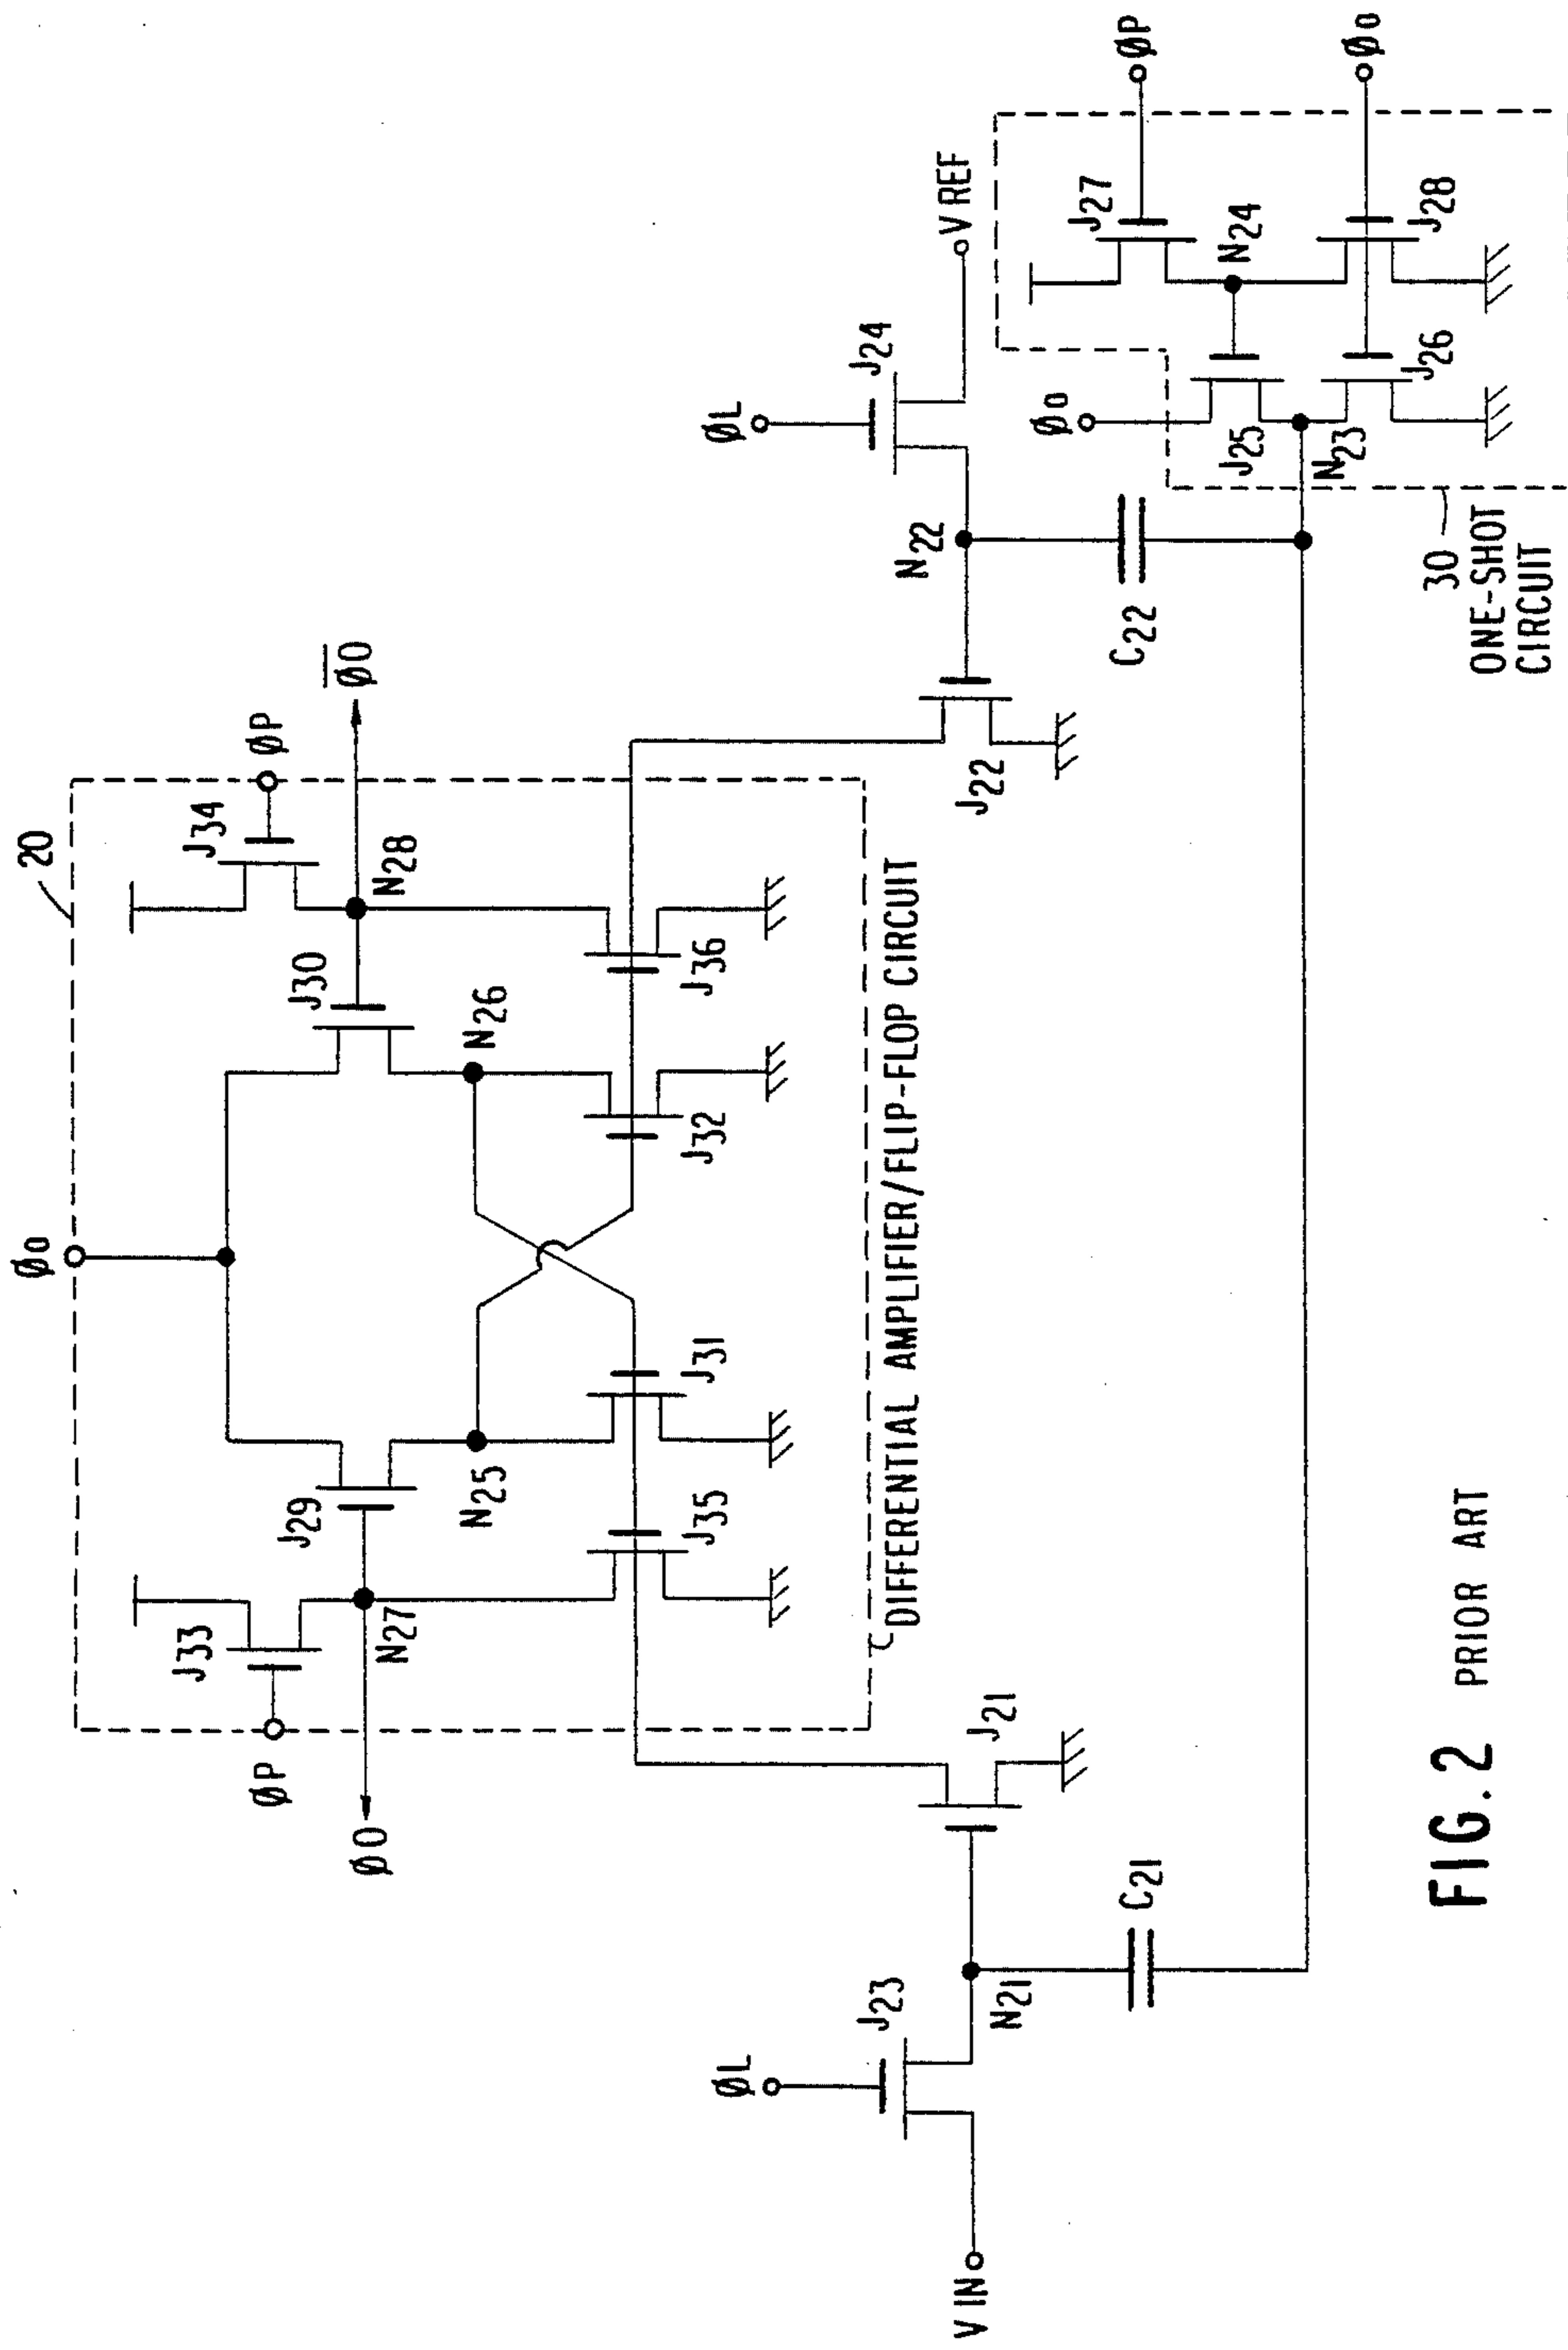 20
Øo
ØP
J34
J33
ØP
J29
J30
N27
N28
ØO
ØO
N25
N26
J35
J31
J32
J36
DIFFERENTIAL AMPLIFIER/FLIP-FLOP CIRCUIT
ØL
J23
V IN
N21
J21
C21
ØL
J24
V REF
N22
J22
C22
J27
ØP
N24
Øo
J25
N23
J28
J26
Øo
30
ONE-SHOT
CIRCUIT
FIG. 2 PRIOR ART